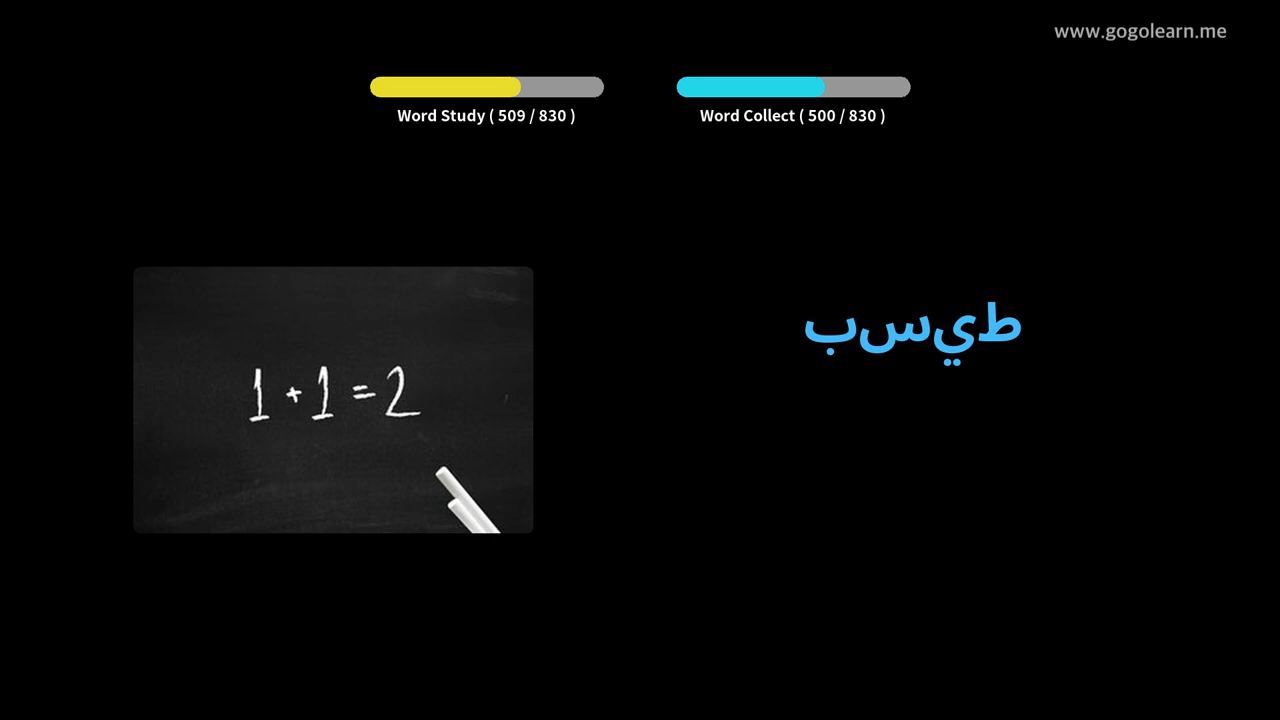 www.gogolearn.me
Word Study ( 509 / 830 )
Word Collect ( 500 / 830 )
1 + 1 = 2
طيسب